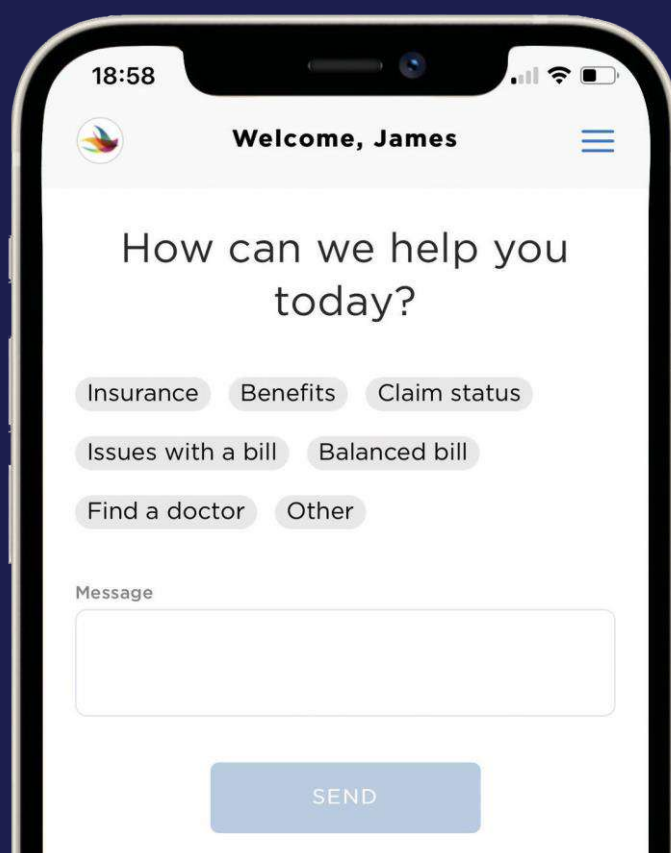 18:58
Welcome, James
How can we help you
today?
Insurance Benefits Claim status
Issues with a bill Balanced bill
Find a doctor Other
Message
SEND